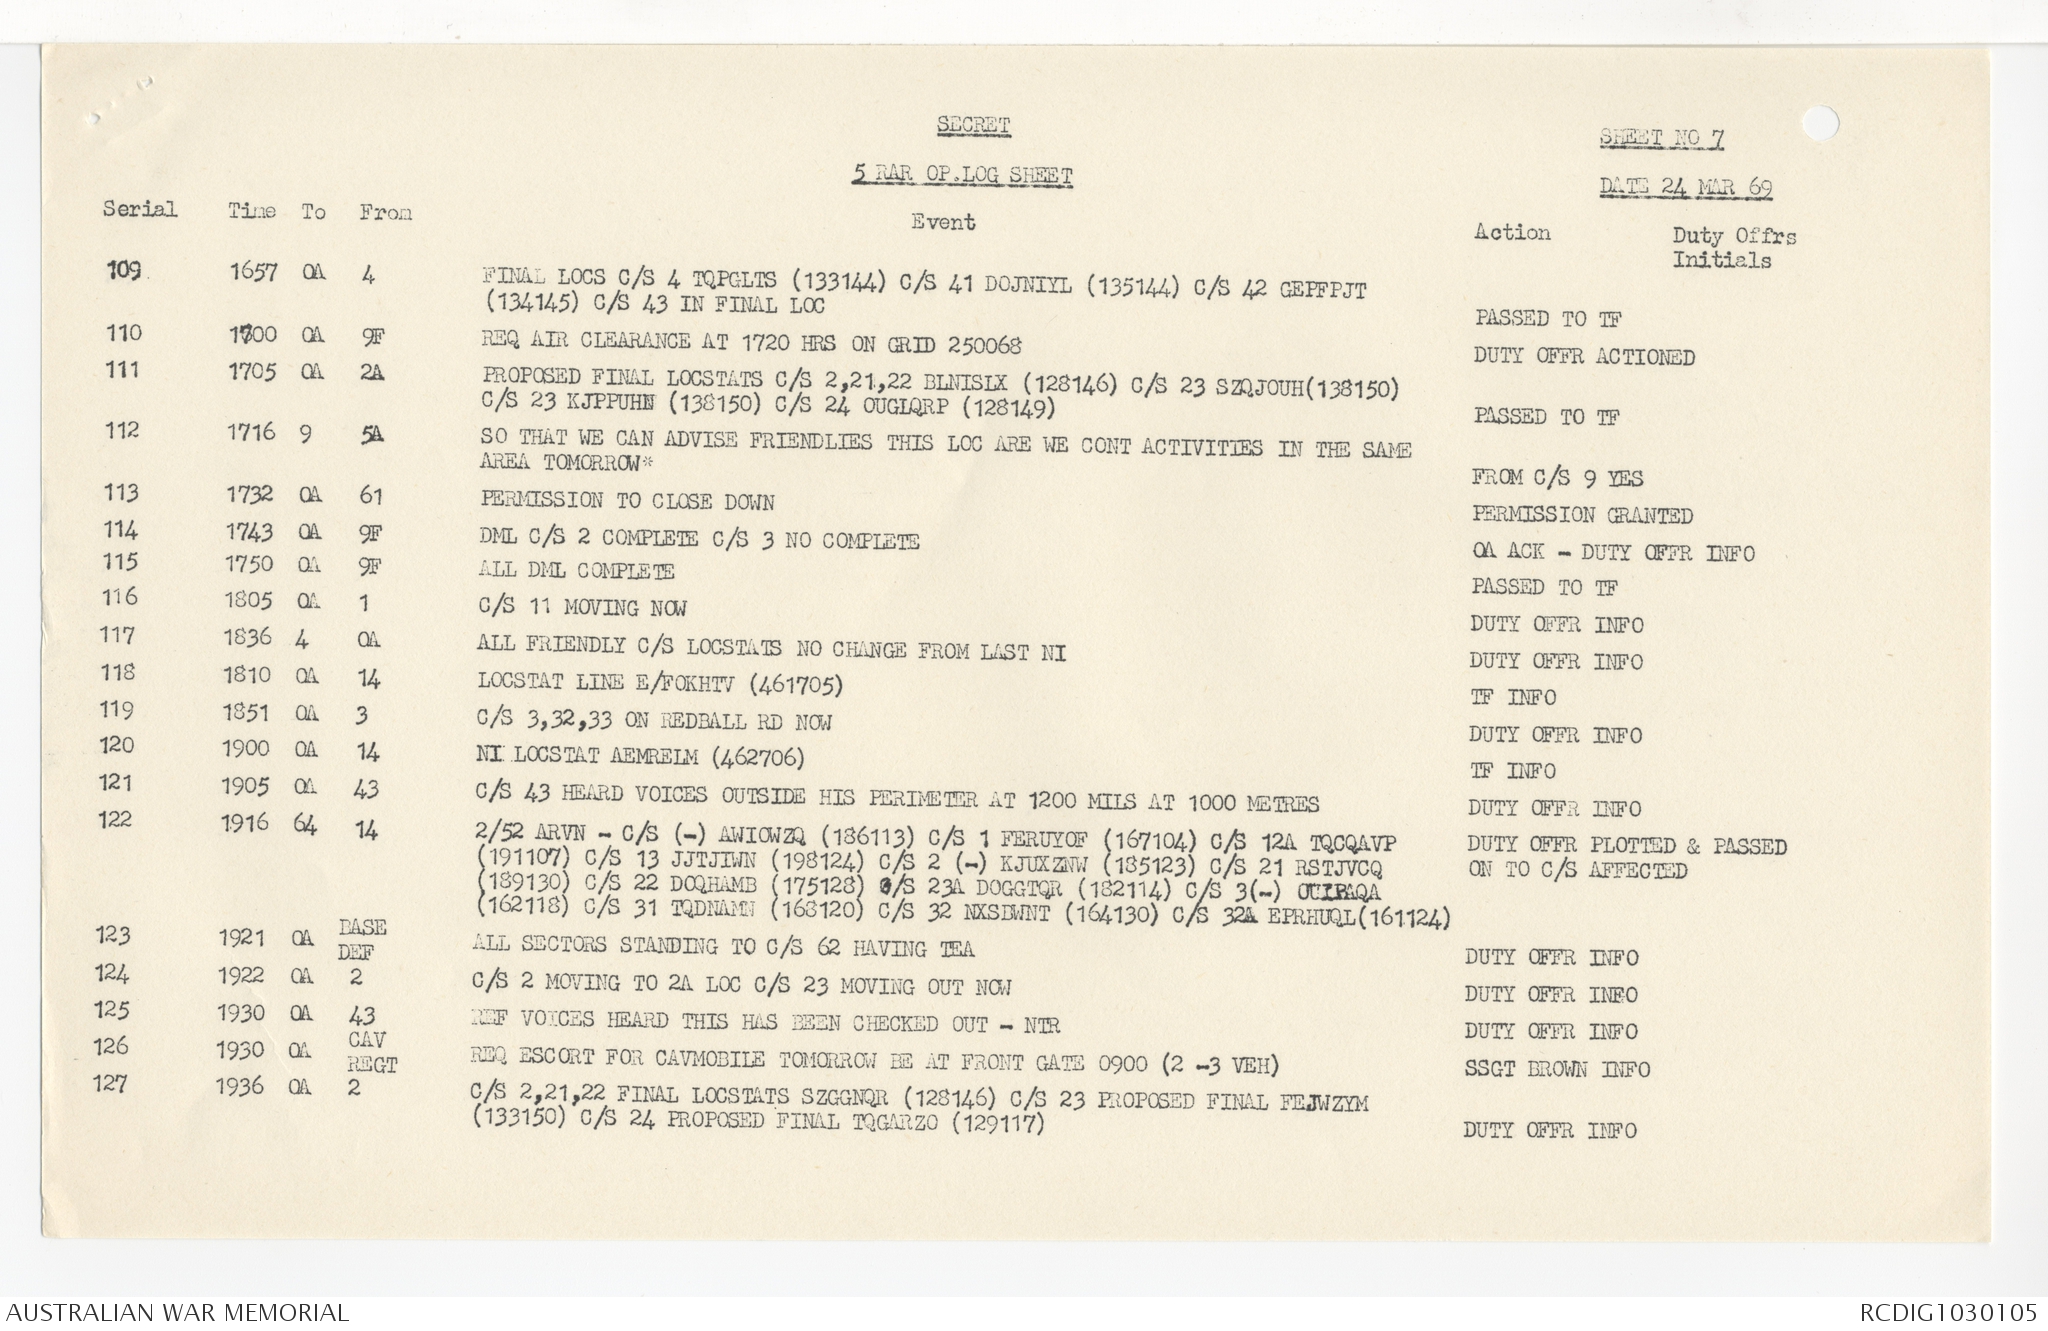 SECRET
SHEET NO 7
5 RAR OP.LOG SHEET
DATE 24 MAR 69
Serial Time To From Event Action Duty Offrs
Initials
109 1657 OA 4 FINAL LOCS C/S 4 TQPGLTS (133144) C/S 41 DOJNIYL (135144) C/S 42 GEPFPJT
(134145) C/S 43 IN FINAL LOC PASSED TO TF
110 1700 OA 9F REQ AIR CLEARANCE AT 1720 HRS ON GRID 250068 DUTY OFFR ACTIONED
111 1705 OA 2A PROPOSED FINAL LOCSTATS C/S 2,21,22 BLNISLX (128146) C/S 23 SZQJOUH(138150)
C/S 23 KJPPUHN (138150) C/S 24 OUGLQRP (128149) PASSED TO TF
112 1716 9 5A SO THAT WE CAN ADVISE FRIENDLIES THIS LOC ARE WE CONT ACTIVITIES IN THE SAME
AREA TOMORROW* FROM C/S 9 YES
113 1732 OA 61 PERMISSION TO CLOSE DOWN PERMISSION GRANTED
114 1743 OA 9F DML C/S 2 COMPLETE C/S 3 NO COMPLETE OA ACK - DUTY OFFR INFO
115 1750 OA 9F ALL DML COMPLETE PASSED TO TF
116 1805 OA 1 C/S 11 MOVING NOW DUTY OFFR INFO
117 1836 4 OA ALL FRIENDLY C/S LOCSTATS NO CHANGE FROM LAST NI DUTY OFFR INFO
118 1810 OA 14 LOCSTAT LINE E/FOKHTV (461705) TF INFO
119 1851 OA 3 C/S 3,32,33 ON REDBALL RD NOW DUTY OFFR INFO
120 1900 OA 14 NI LOCSTAT AEMRELM (462706) TF INFO
121 1905 OA 43 C/S 43 HEARD VOICES OUTSIDE HIS PERIMETER AT 1200 MILS AT 1000 METRES DUTY OFFR INFO
122 1916 64 14 2/52 ARVN - C/S (-) AWIOWZQ (186113) C/S 1 FERUYOF (167104) C/S 12A TQCQAVP DUTY OFFR PLOTTED & PASSED
(191107) C/S 13 JJTJIWN (198124) C/S 2 (-) KJUXZNW (185123) C/S 21 RSTJVCQ ON TO C/S AFFECTED
(189130) C/S 22 DCQHAMB (175128) C/S 23A DOGGTQR (182114) C/S 3(-)
(162118) C/S 31 TQDNAMN (168120) C/S 32 NXSDWNT (164130) C/S 32A EPRHUQL(161124)
123 1921 OA BASE DEF ALL SECTORS STANDING TO C/S 62 HAVING TEA DUTY OFFR INFO
124 1922 OA 2 C/S 2 MOVING TO 2A LOC C/S 23 MOVING OUT NOW DUTY OFFR INFO
125 1930 OA 43 REF VOICES HEARD THIS HAS BEEN CHECKED OUT - NTR DUTY OFFR INFO
126 1930 OA CAV REGT REQ ESCORT FOR CAVMOBILE TOMORROW BE AT FRONT GATE 0900 (2 -3 VEH) SSGT BROWN INFO
127 1936 OA 2 C/S 2,21,22 FINAL LOCSTATS SZGGNQR (128146) C/S 23 PROPOSED FINAL FEJWZYM
(133150) C/S 24 PROPOSED FINAL TQGARZO (129117) DUTY OFFR INFO
AUSTRALIAN WAR MEMORIAL
RCDIG1030105